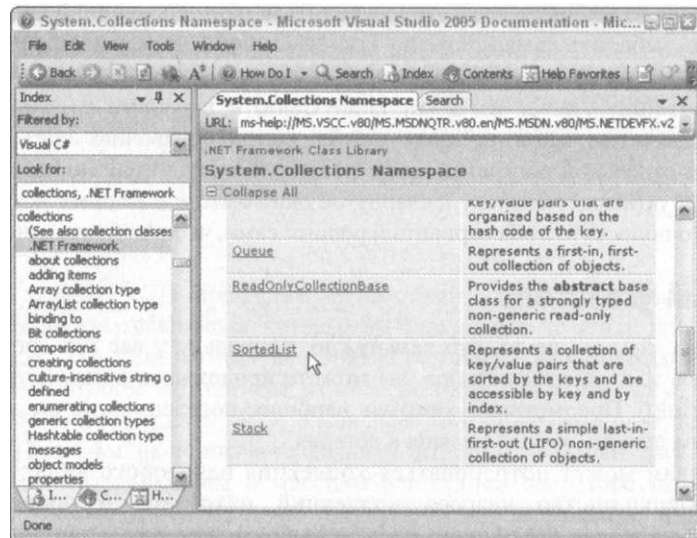 System.Collections Namespace - Microsoft Visual Studio 2005 Documentation - Mic...
File Edit View Tools Window Help
Back How Do I Search Index Contents Help Favorites
Index
Filtered by:
Visual C#
Look for:
collections, .NET Framework
collections
(See also collection classes
.NET Framework
about collections
adding items
Array collection type
ArrayList collection type
binding to
Bit collections
comparisons
creating collections
culture-insensitive string o
defined
enumerating collections
generic collection types
Hashtable collection type
messages
object models
properties
I... C... H...
System.Collections Namespace Search
URL: ms-help://MS.VSCC.v80/MS.MSDNQTR.v80.en/MS.MSDN.v80/MS.NETDEVFX.v2
.NET Framework Class Library
System.Collections Namespace
Collapse All
key/value pairs that are
organized based on the
hash code of the key.
Queue
Represents a first-in, first-
out collection of objects.
ReadOnlyCollectionBase
Provides the abstract base
class for a strongly typed
non-generic read-only
collection.
SortedList
Represents a collection of
key/value pairs that are
sorted by the keys and are
accessible by key and by
index.
Stack
Represents a simple last-in-
first-out (LIFO) non-generic
collection of objects.
Done